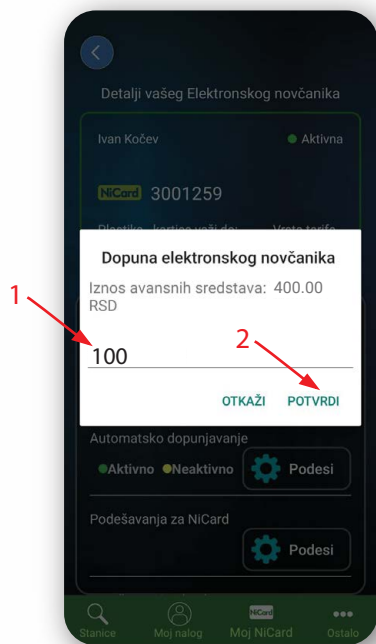 Detalji vašeg Elektronskog novčanika
Ivan Kočev
Aktivna
NiCard 3001259
Plastika - kartica važi do: Vrsta tarife
Dopuna elektronskog novčanika
Iznos avansnih sredstava: 400.00
RSD
1
2
100
OTKAŽI POTVRDI
Automatsko dopunjavanje
Aktivno Neaktivno Podesi
Podešavanja za NiCard
Podesi
NiCard
Stanice Moj nalog Moj NiCard Ostalo